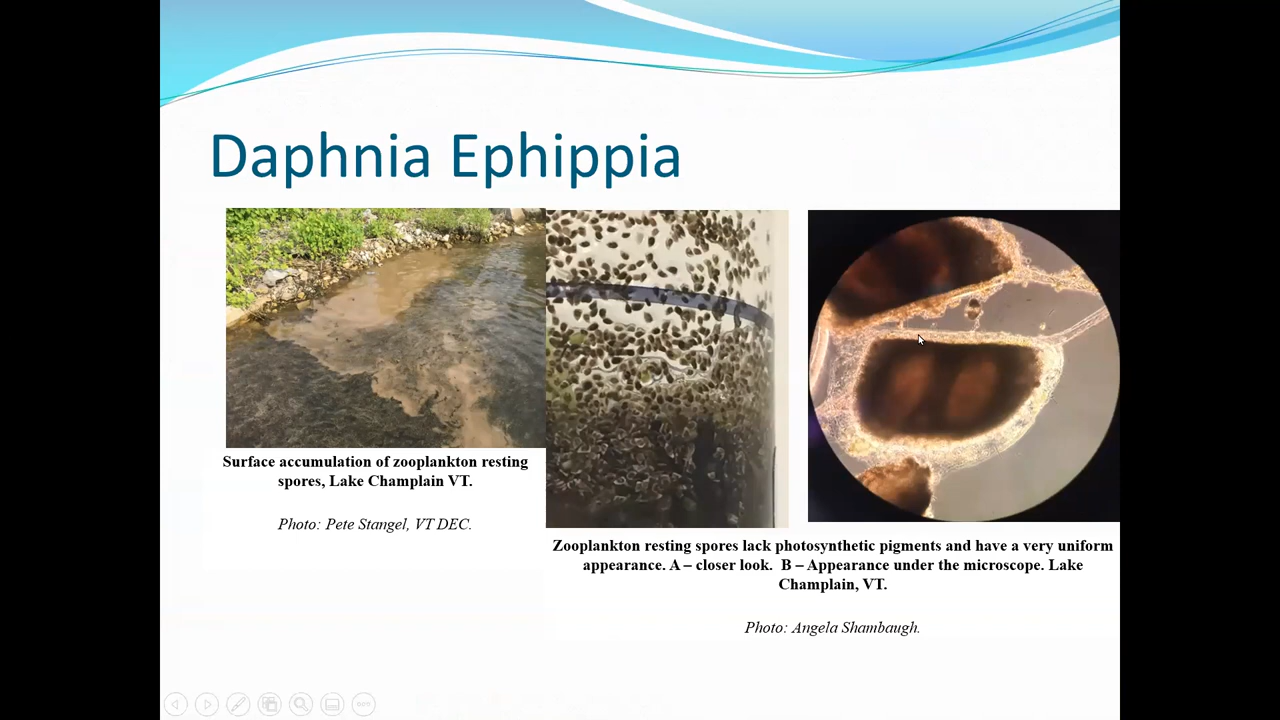 Daphnia Ephippia
Surface accumulation of zooplankton resting
spores, Lake Champlain VT.
Photo: Pete Stangel, VT DEC.
Zooplankton resting spores lack photosynthetic pigments and have a very uniform
appearance. A – closer look.  B – Appearance under the microscope. Lake
Champlain, VT.
Photo: Angela Shambaugh.